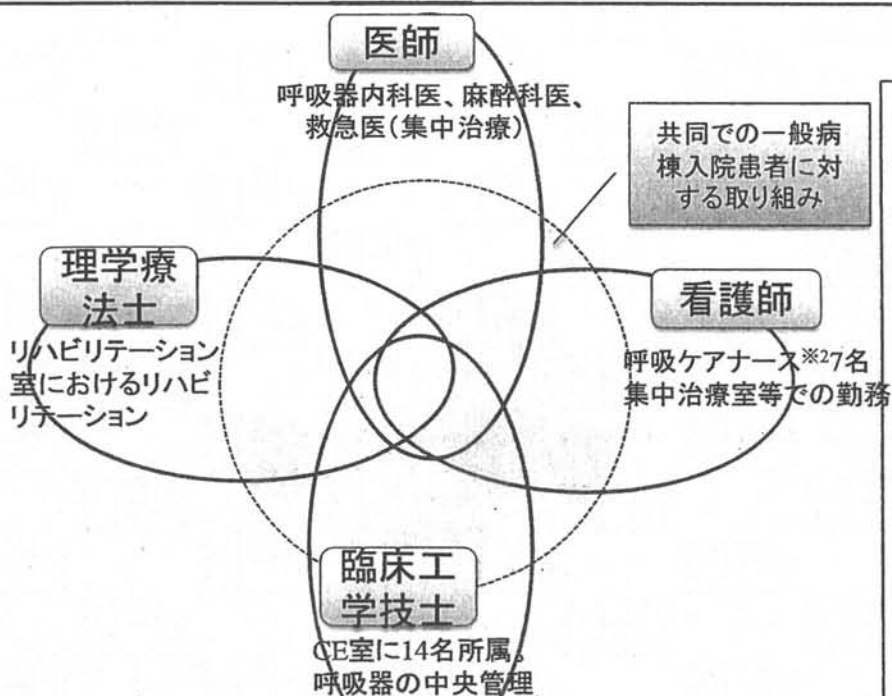 医師
呼吸器内科医、麻酔科医、
救急医(集中治療)
共同での一般病
棟入院患者に対
する取り組み
理学療
法士
リハビリテーション
室におけるリハビ
リテーション
看護師
呼吸ケアナース※27名
集中治療室等での勤務
臨床工
学技士
CE室に14名所属。
呼吸器の中央管理